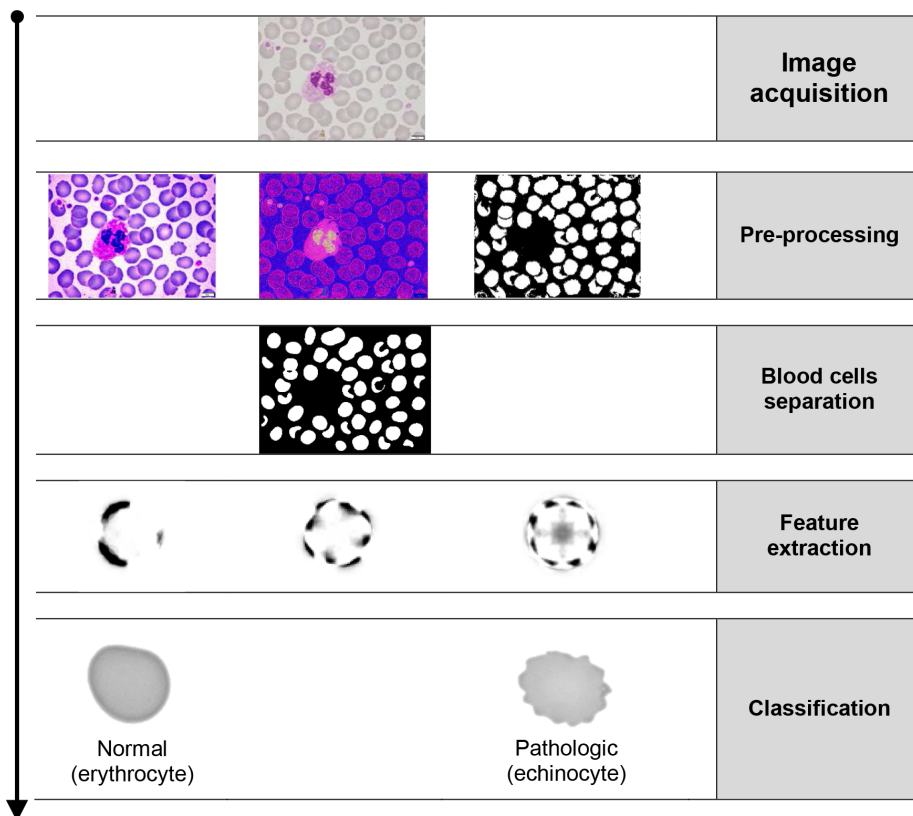 Image
acquisition
Pre-processing
Blood cells
separation
Feature
extraction
Classification
Normal
(erythrocyte)
Pathologic
(echinocyte)